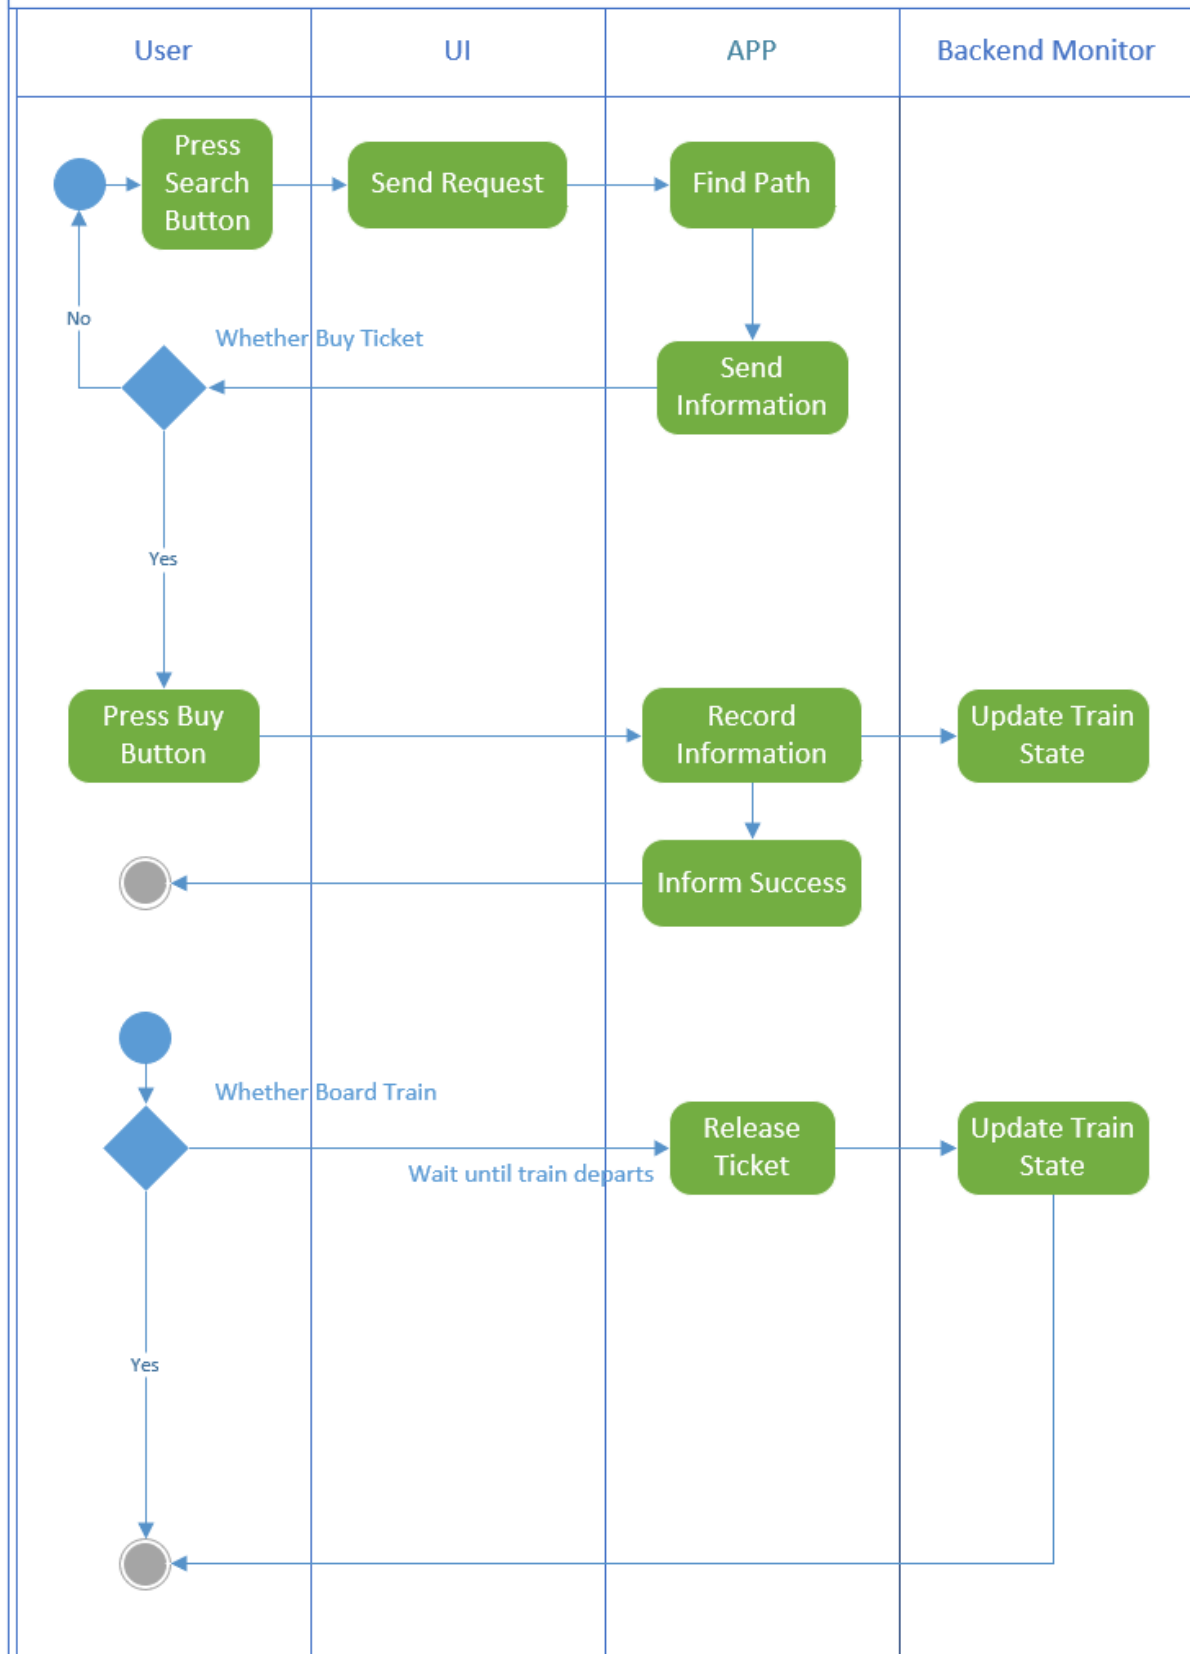 User
UI
APP
Backend Monitor
Press
Search
Button
Send Request
Find Path
No
Whether Buy Ticket
Send
Information
Yes
Press Buy
Button
Record
Information
Update Train
State
Inform Success
Whether Board Train
Release
Ticket
Update Train
State
Wait until train departs
Yes